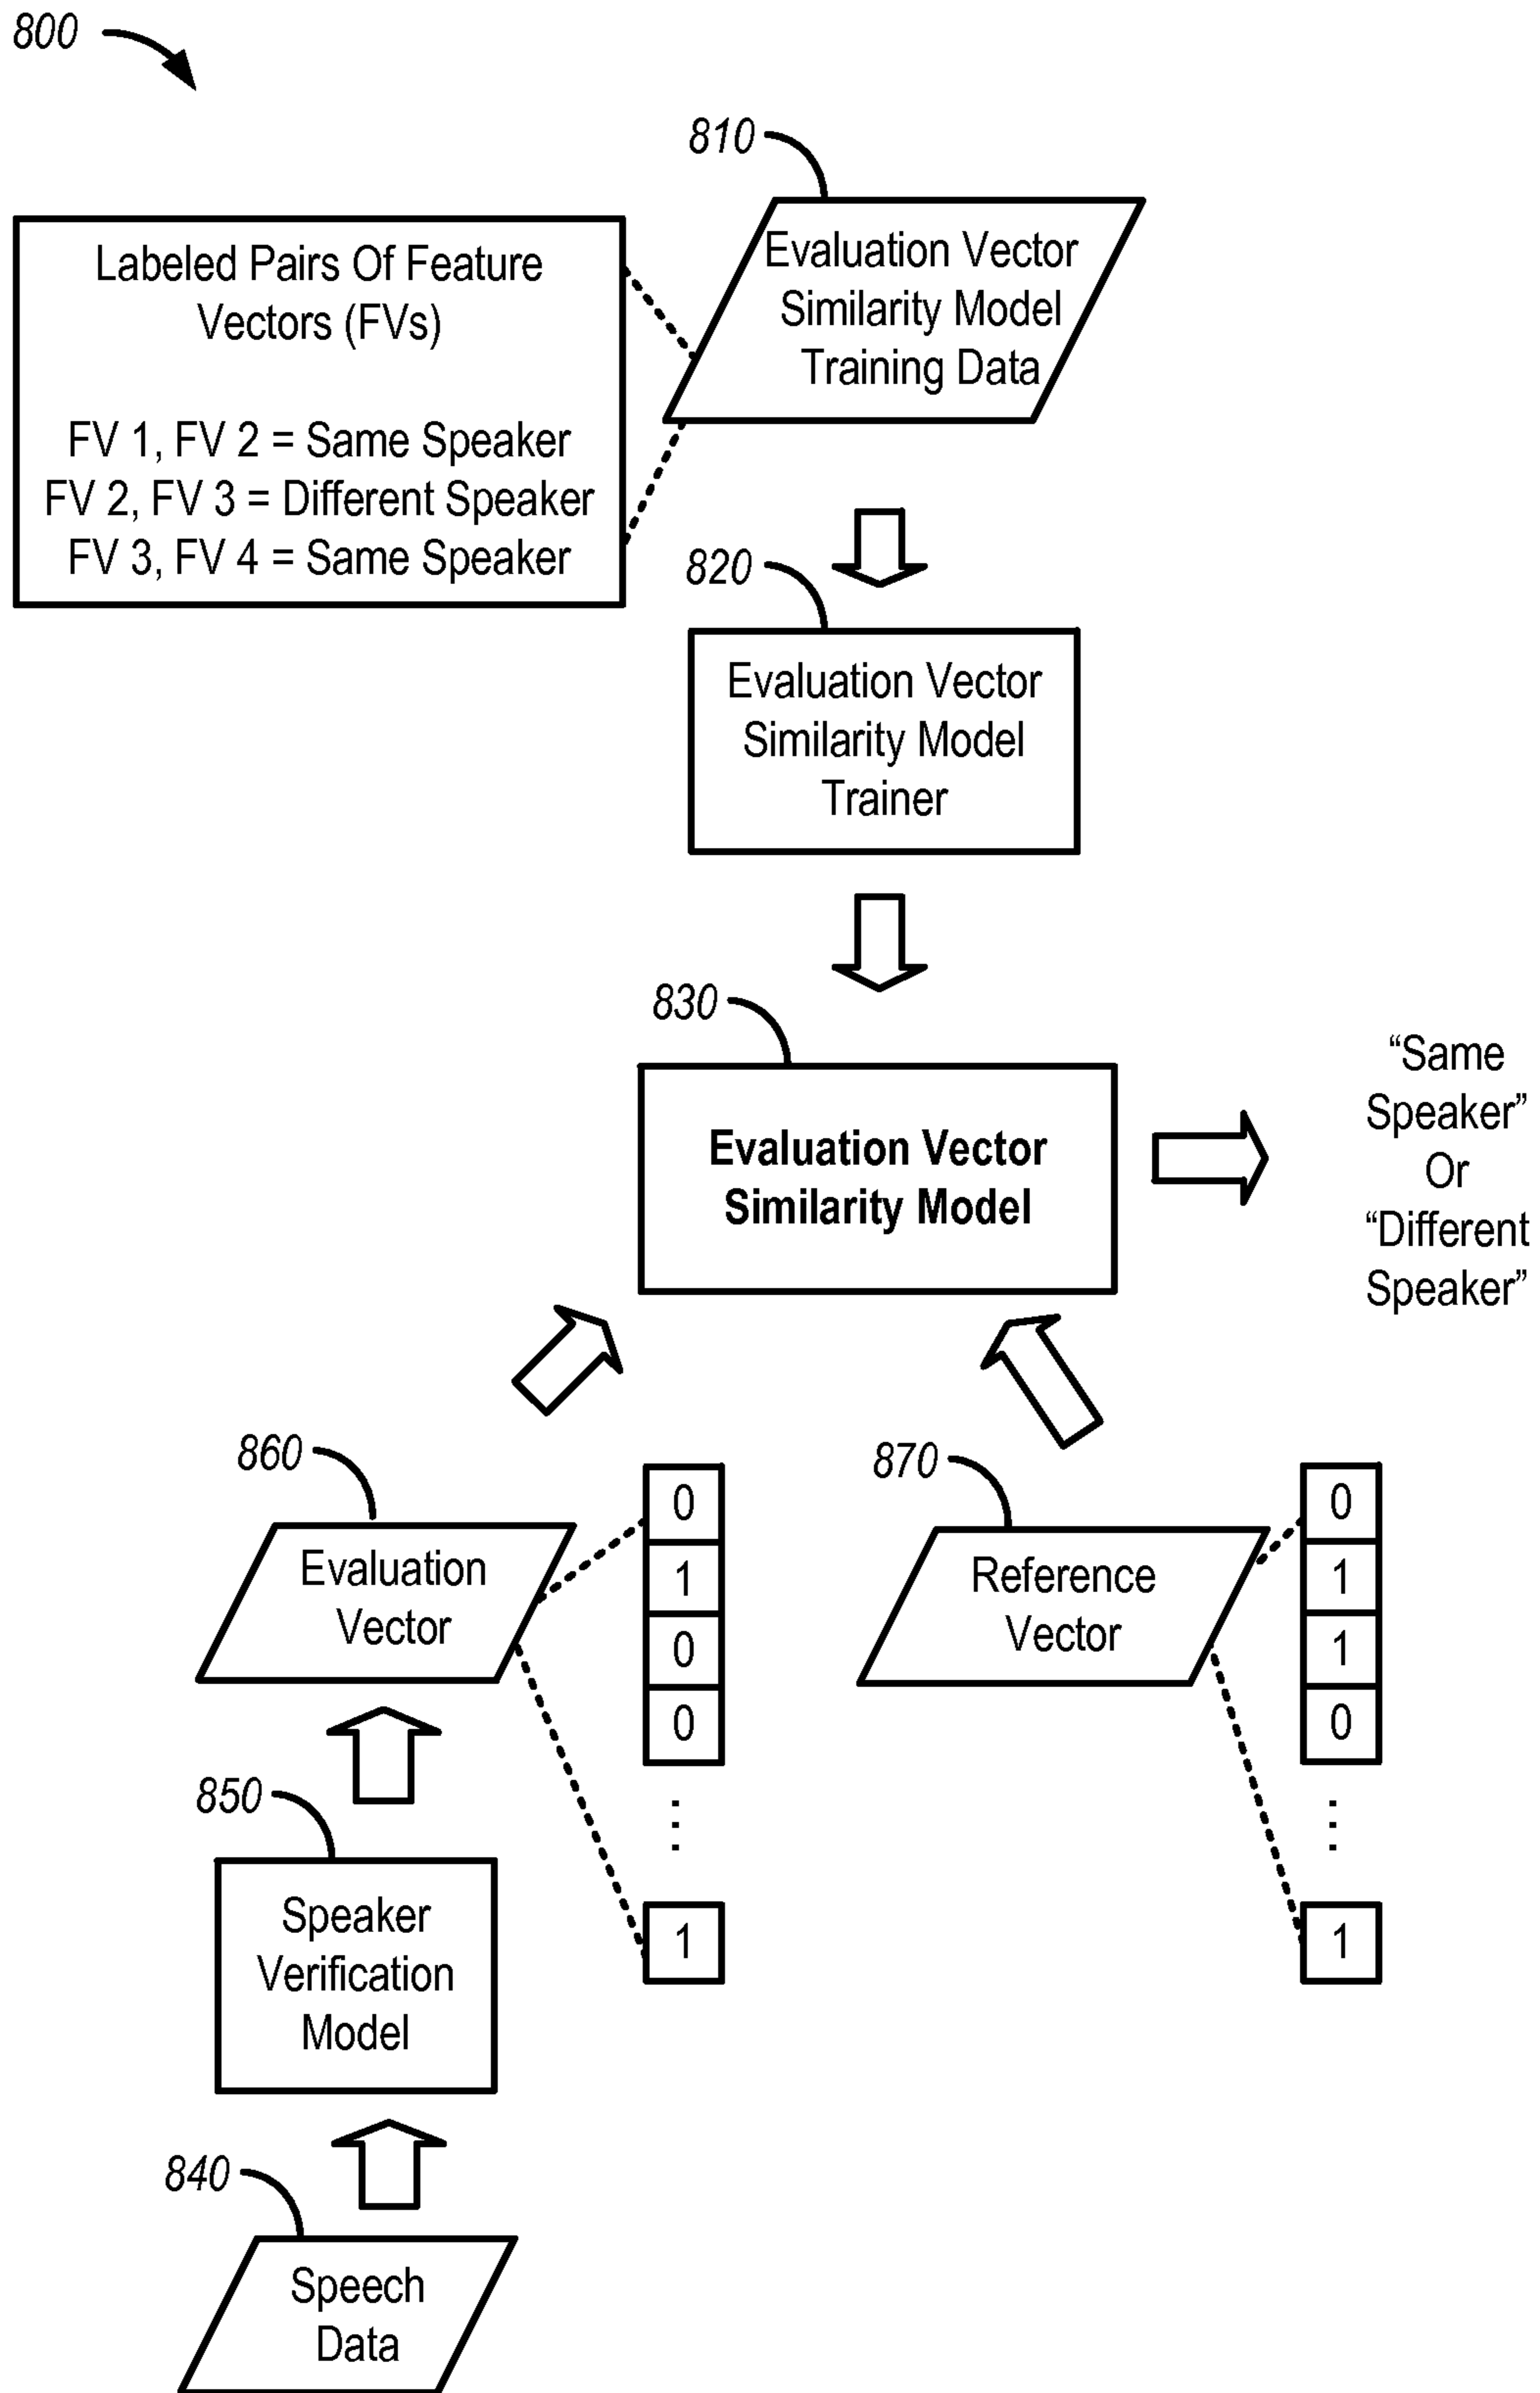 800
810
Labeled Pairs Of Feature
Vectors (FVs)
FV 1, FV 2 = Same Speaker
FV 2, FV 3 = Different Speaker
FV 3, FV 4 = Same Speaker
Evaluation Vector
Similarity Model
Training Data
820
Evaluation Vector
Similarity Model
Trainer
830
Evaluation Vector
Similarity Model
“Same
Speaker”
Or
“Different
Speaker”
860
Evaluation
Vector
0
1
0
0
⋮
1
870
Reference
Vector
0
1
1
0
⋮
1
850
Speaker
Verification
Model
840
Speech
Data